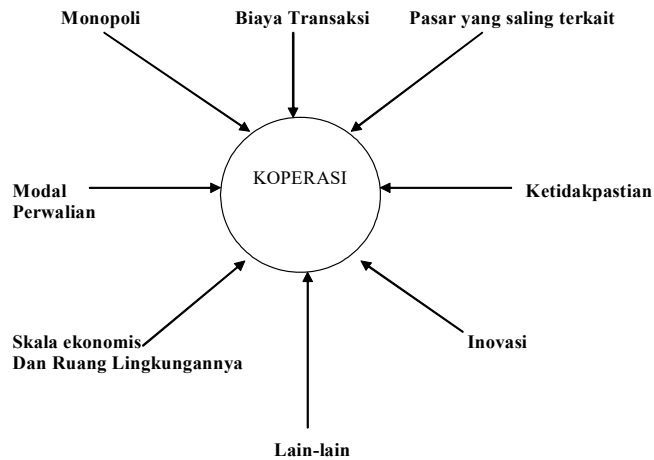 Monopoli
Biaya Transaksi
Pasar yang saling terkait
KOPERASI
Modal
Perwalian
Ketidakpastian
Skala ekonomis
Dan Ruang Lingkungannya
Inovasi
Lain-lain